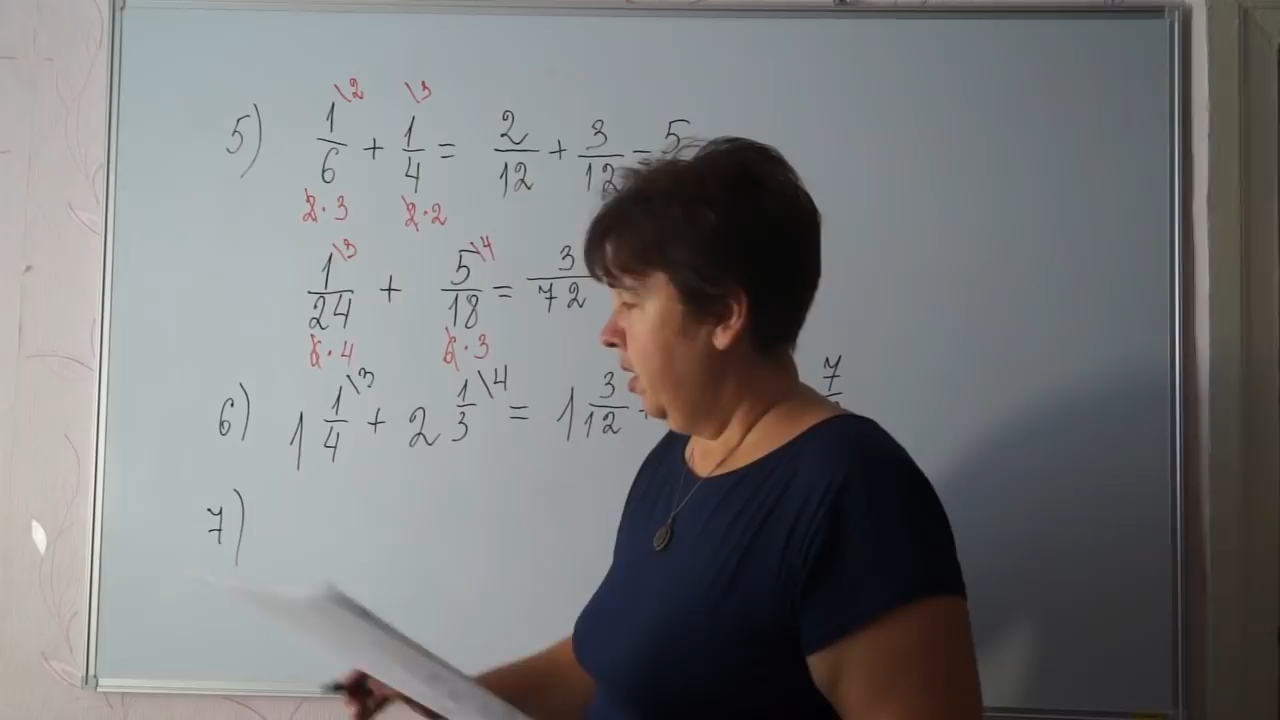 \2 \3
5) 1/6 + 1/4 = 2/12 + 3/12 = 5
2·3 2·2
\3 \4
1/24 + 5/18 = 3/72
6·4 6·3
\3 \4
6) 1 1/4 + 2 1/3 = 1 3/12 7
7)